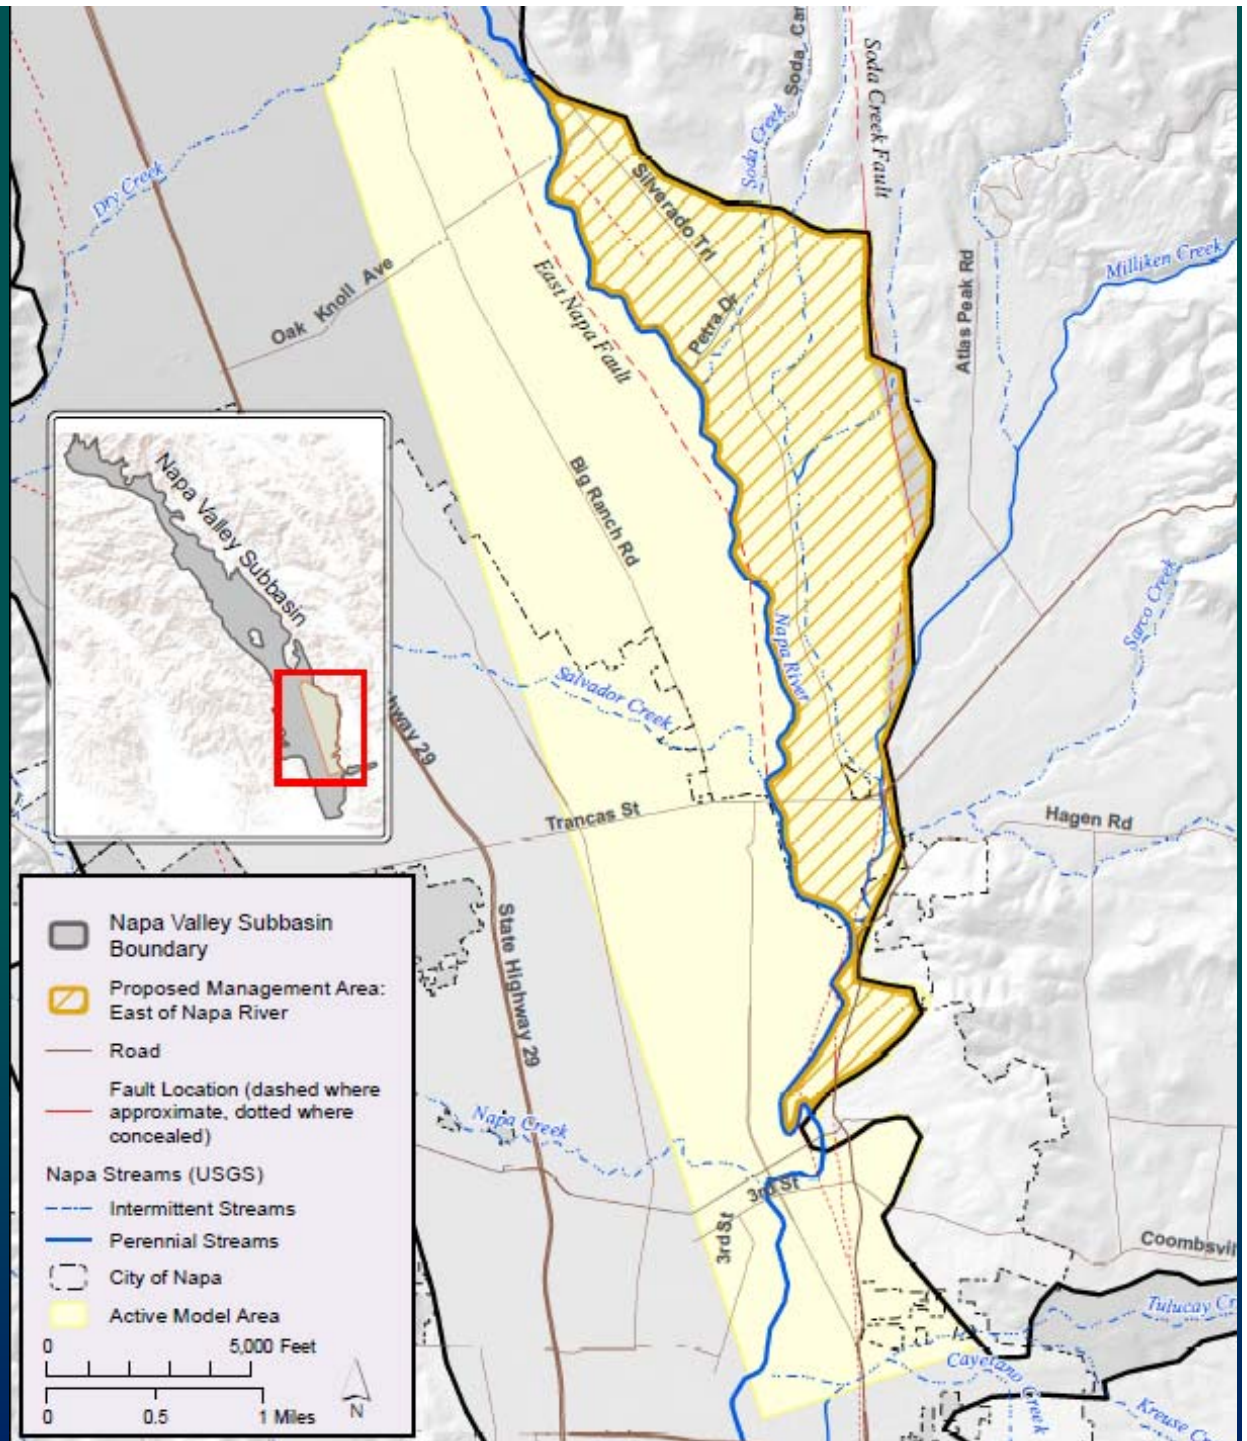 Soda Car
Soda Creek Fault
Soda Creek
Dry Creek
Silverado Trl
Milliken Creek
Atlas Peak Rd
Oak Knoll Ave
East Napa Fault
Petra Dr
Napa Valley Subbasin
Big Ranch Rd
Sarco Creek
Napa River
Salvador Creek
hway 29
Trancas St
Hagen Rd
State Highway 29
Napa Creek
3rd St
3rd St
Coombsvil
Tulucay Cr
Cayetano Creek
Kreuse Cr
Napa Valley Subbasin
Boundary
Proposed Management Area:
East of Napa River
Road
Fault Location (dashed where
approximate, dotted where
concealed)
Napa Streams (USGS)
Intermittent Streams
Perennial Streams
City of Napa
Active Model Area
0 5,000 Feet
0 0.5 1 Miles
N